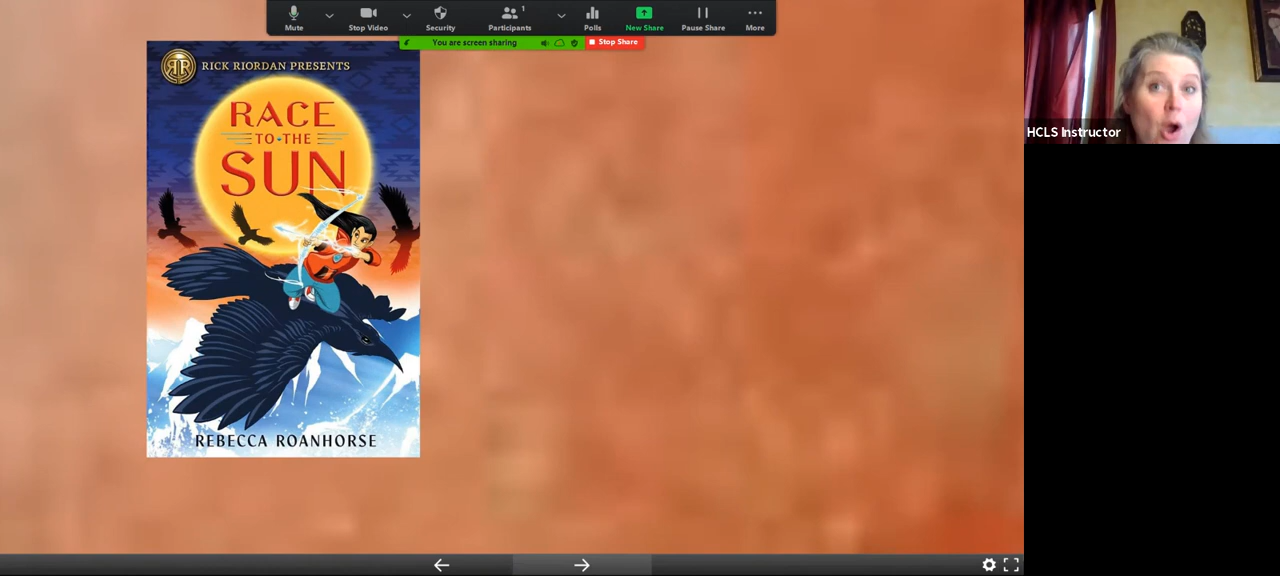 Mute
Stop Video
Security
Participants
1
Polls
New Share
Pause Share
More
You are screen sharing
Stop Share
RICK RIORDAN PRESENTS
RACE
TO·THE
SUN
REBECCA ROANHORSE
HCLS Instructor